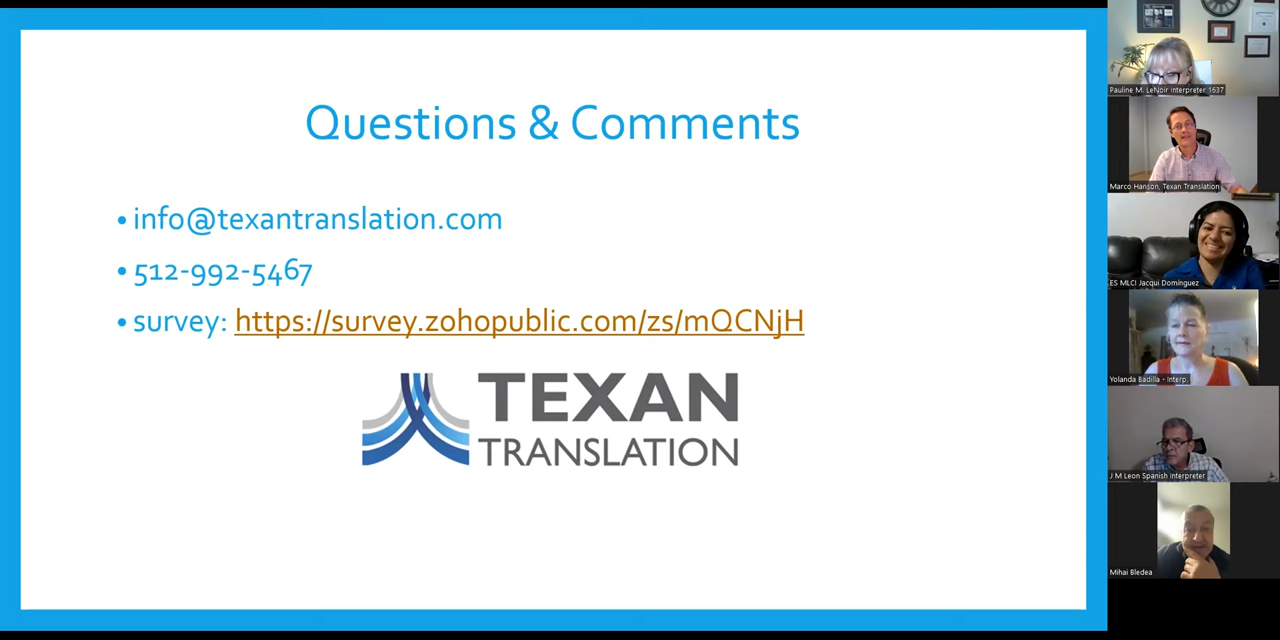 Questions & Comments
• info@texantranslation.com
• 512-992-5467
• survey: https://survey.zohopublic.com/zs/mQCNjH
TEXAN
TRANSLATION
Pauline M. LeNoir Interpreter 1637
Marco Hanson, Texan Translation
ES MLCI Jacqui Domínguez
Yolanda Badilla - Interp.
J M Leon Spanish Interpreter
Mihai Bledea